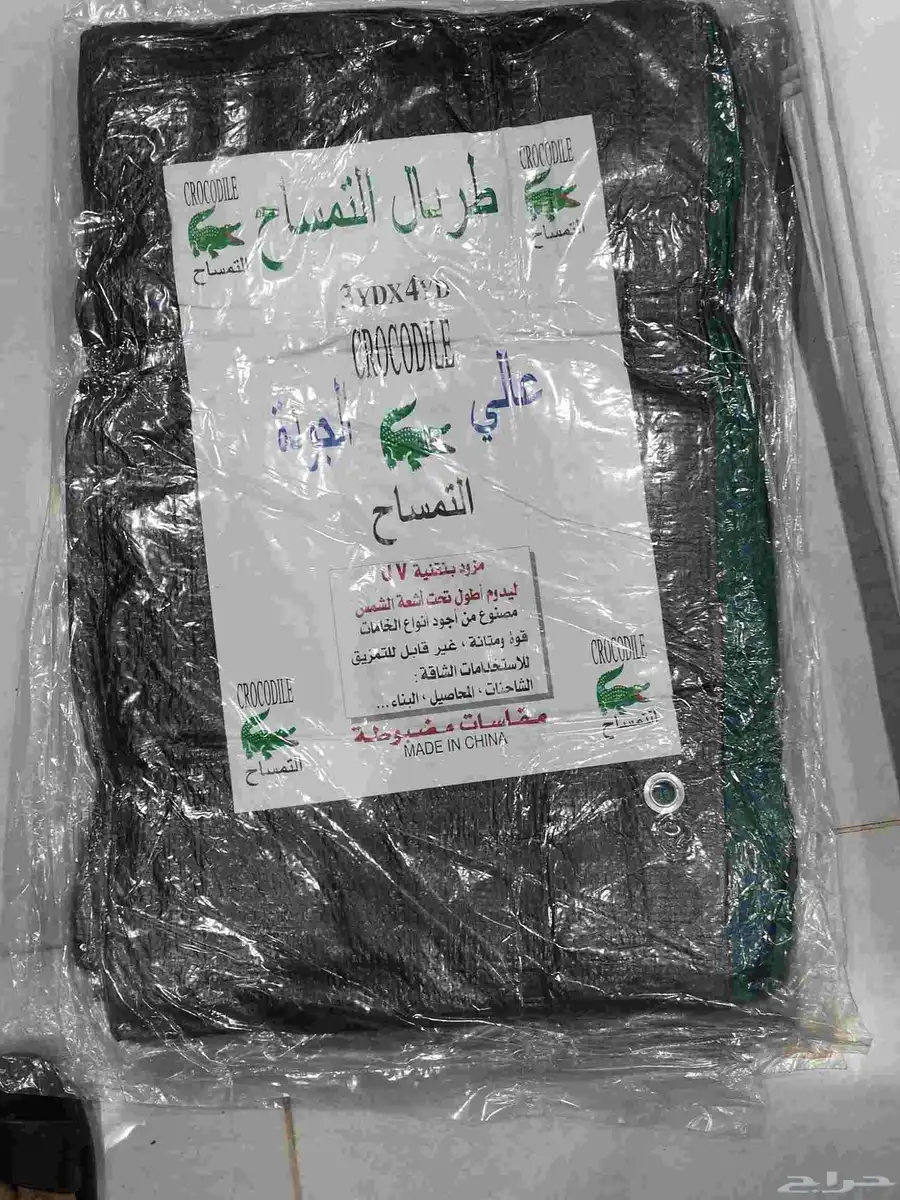 CROCODILE
التمساح
طربال التمساح
CROCODILE
التمساح
3YDX4YD
CROCODILE
عالي الجودة
التمساح
مزود بتقنية UV
ليدوم أطول تحت أشعة الشمس
مصنوع من أجود أنواع الخامات
قوة ومتانة ، غير قابل للتمزيق
للاستخدامات الشاقة :
الشاحنات ، المحاصيل ، البناء...
مقاسات مضبوطة
MADE IN CHINA
CROCODILE
التمساح
CROCODILE
التمساح
حراج